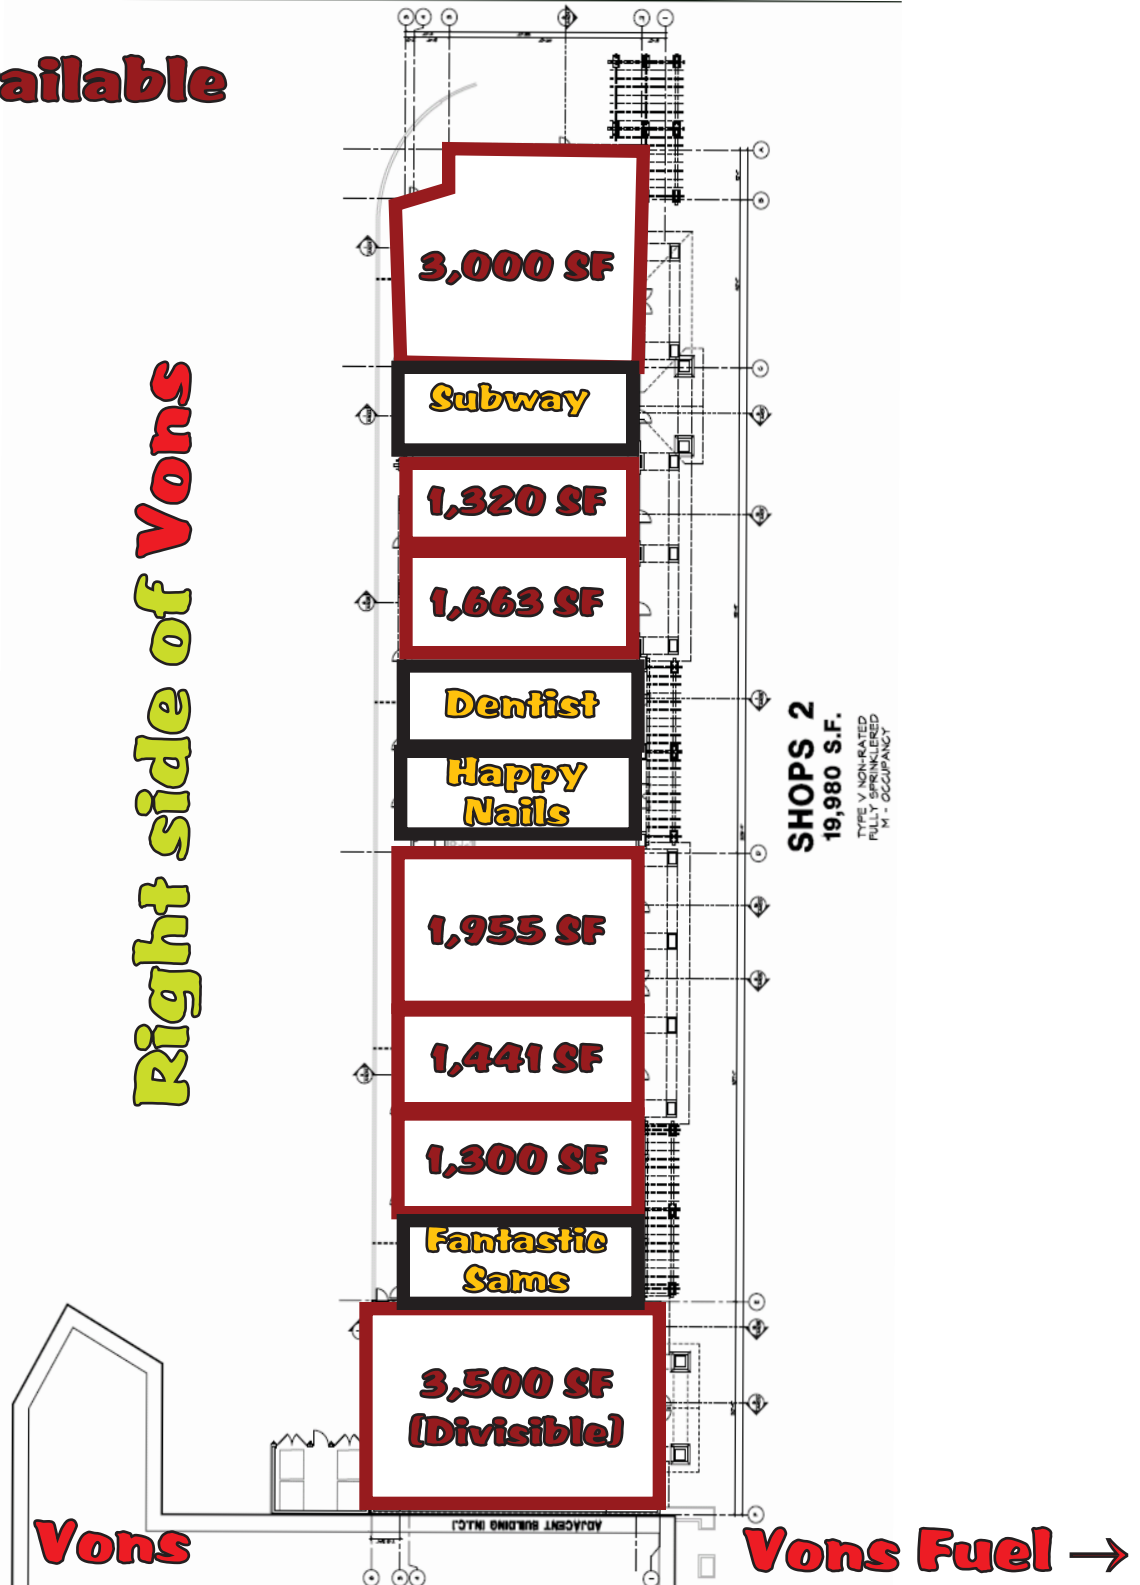 ailable
3,000 SF
Subway
1,320 SF
1,663 SF
Dentist
Happy
Nails
1,955 SF
1,441 SF
1,300 SF
Fantastic
Sams
3,500 SF
(Divisible)
Right side of Vons
SHOPS 2
19,980 S.F.
TYPE V NON-RATED
FULLY SPRINKLERED
M - OCCUPANCY
ADJACENT BUILDING (N.I.C.)
Vons
Vons Fuel →